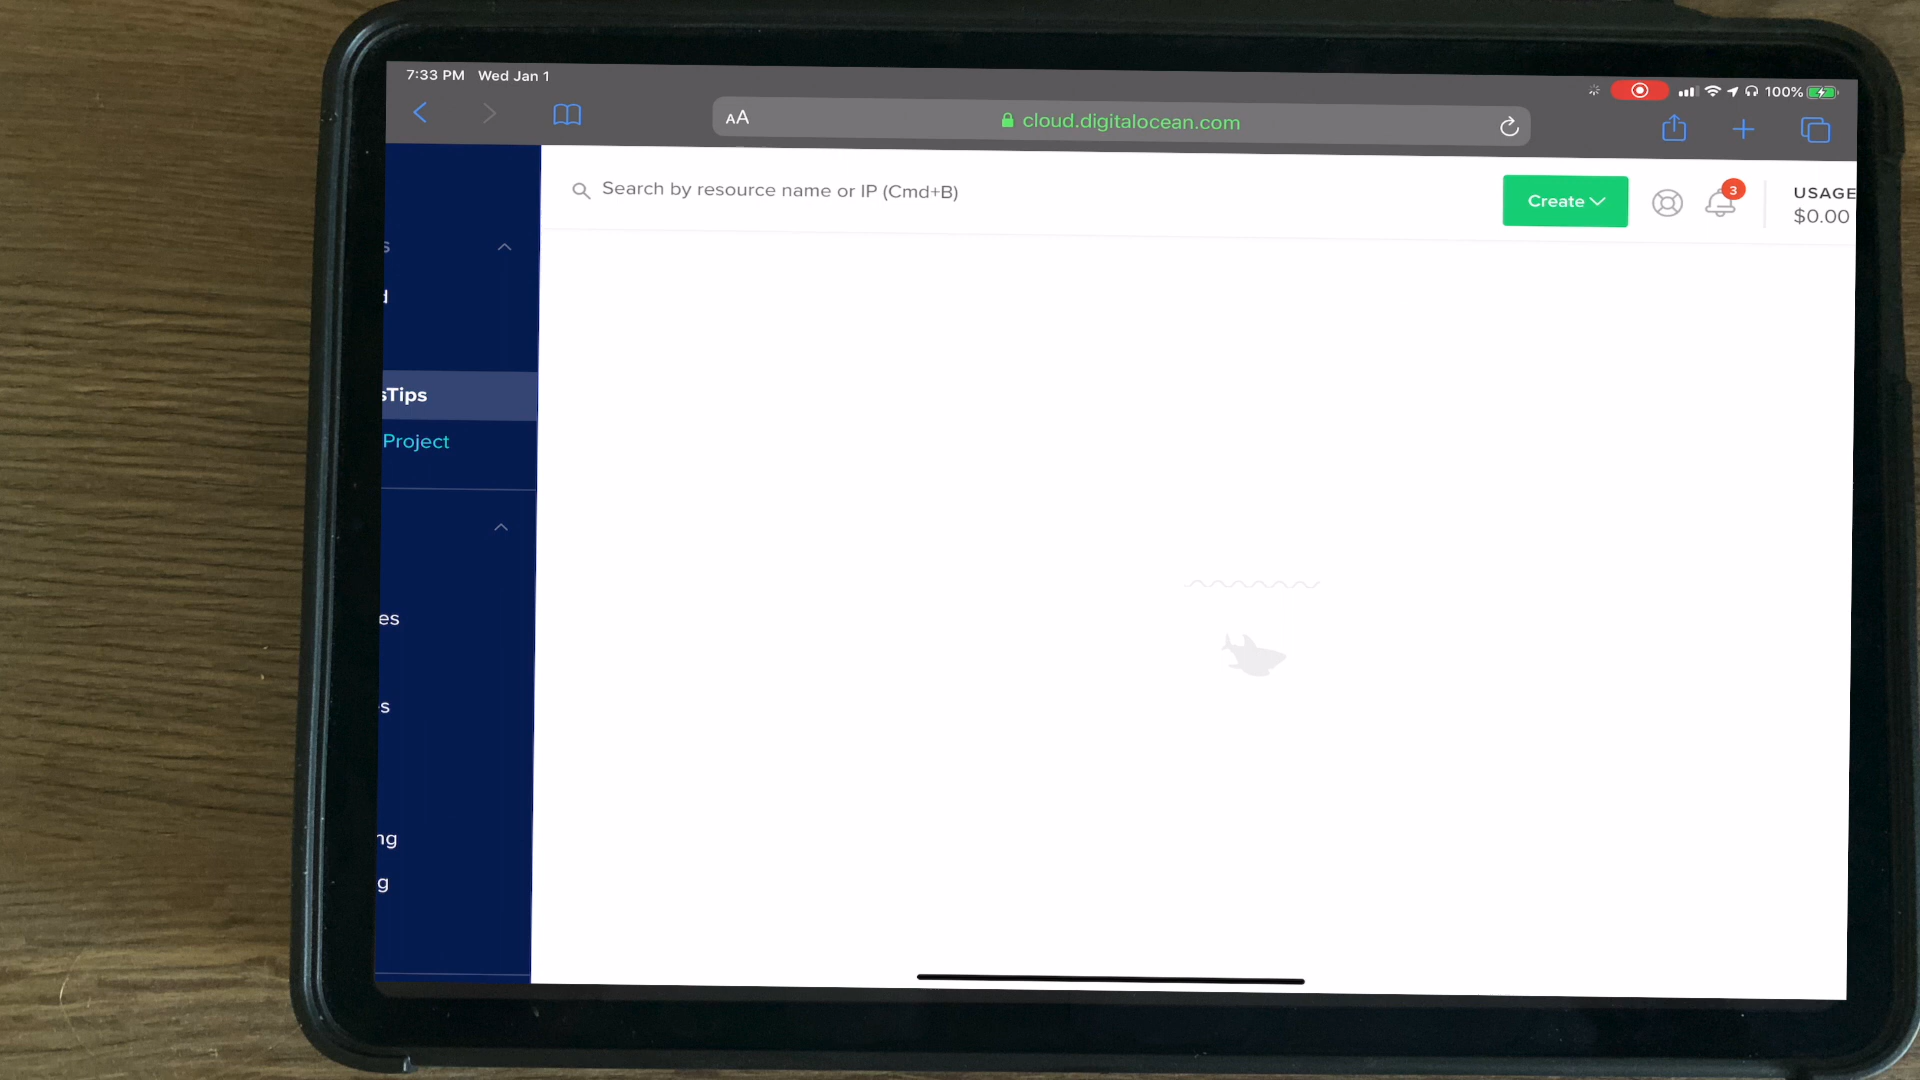 7:33 PM Wed Jan 1
100%
AA
cloud.digitalocean.com
Search by resource name or IP (Cmd+B)
Create
3
USAGE
$0.00
s
d
sTips
Project
es
s
ng
g